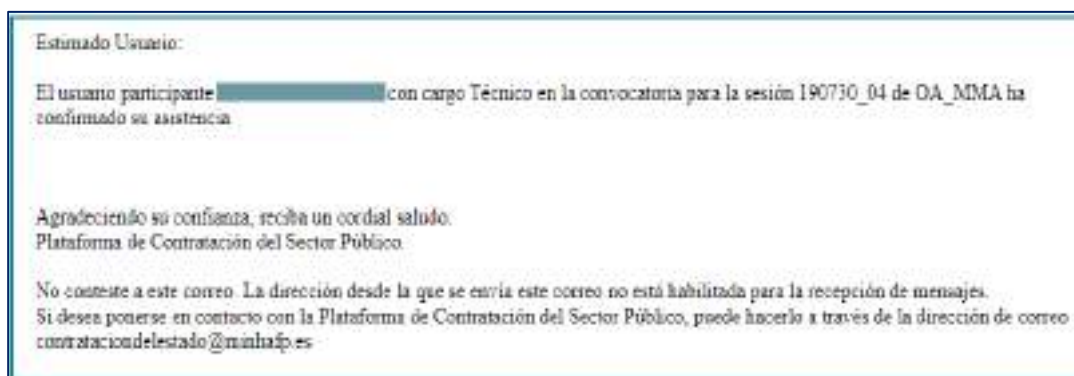 Estimado Usuario:
El usuario participante con cargo Técnico en la convocatoria para la sesión 190730_04 de OA_MMA ha
confirmado su asistencia
Agradeciendo su confianza, reciba un cordial saludo.
Plataforma de Contratación del Sector Público.
No conteste a este correo. La dirección desde la que se envía este correo no está habilitada para la recepción de mensajes.
Si desea ponerse en contacto con la Plataforma de Contratación del Sector Público, puede hacerlo a través de la dirección de correo
contrataciondelestado@minhafp.es